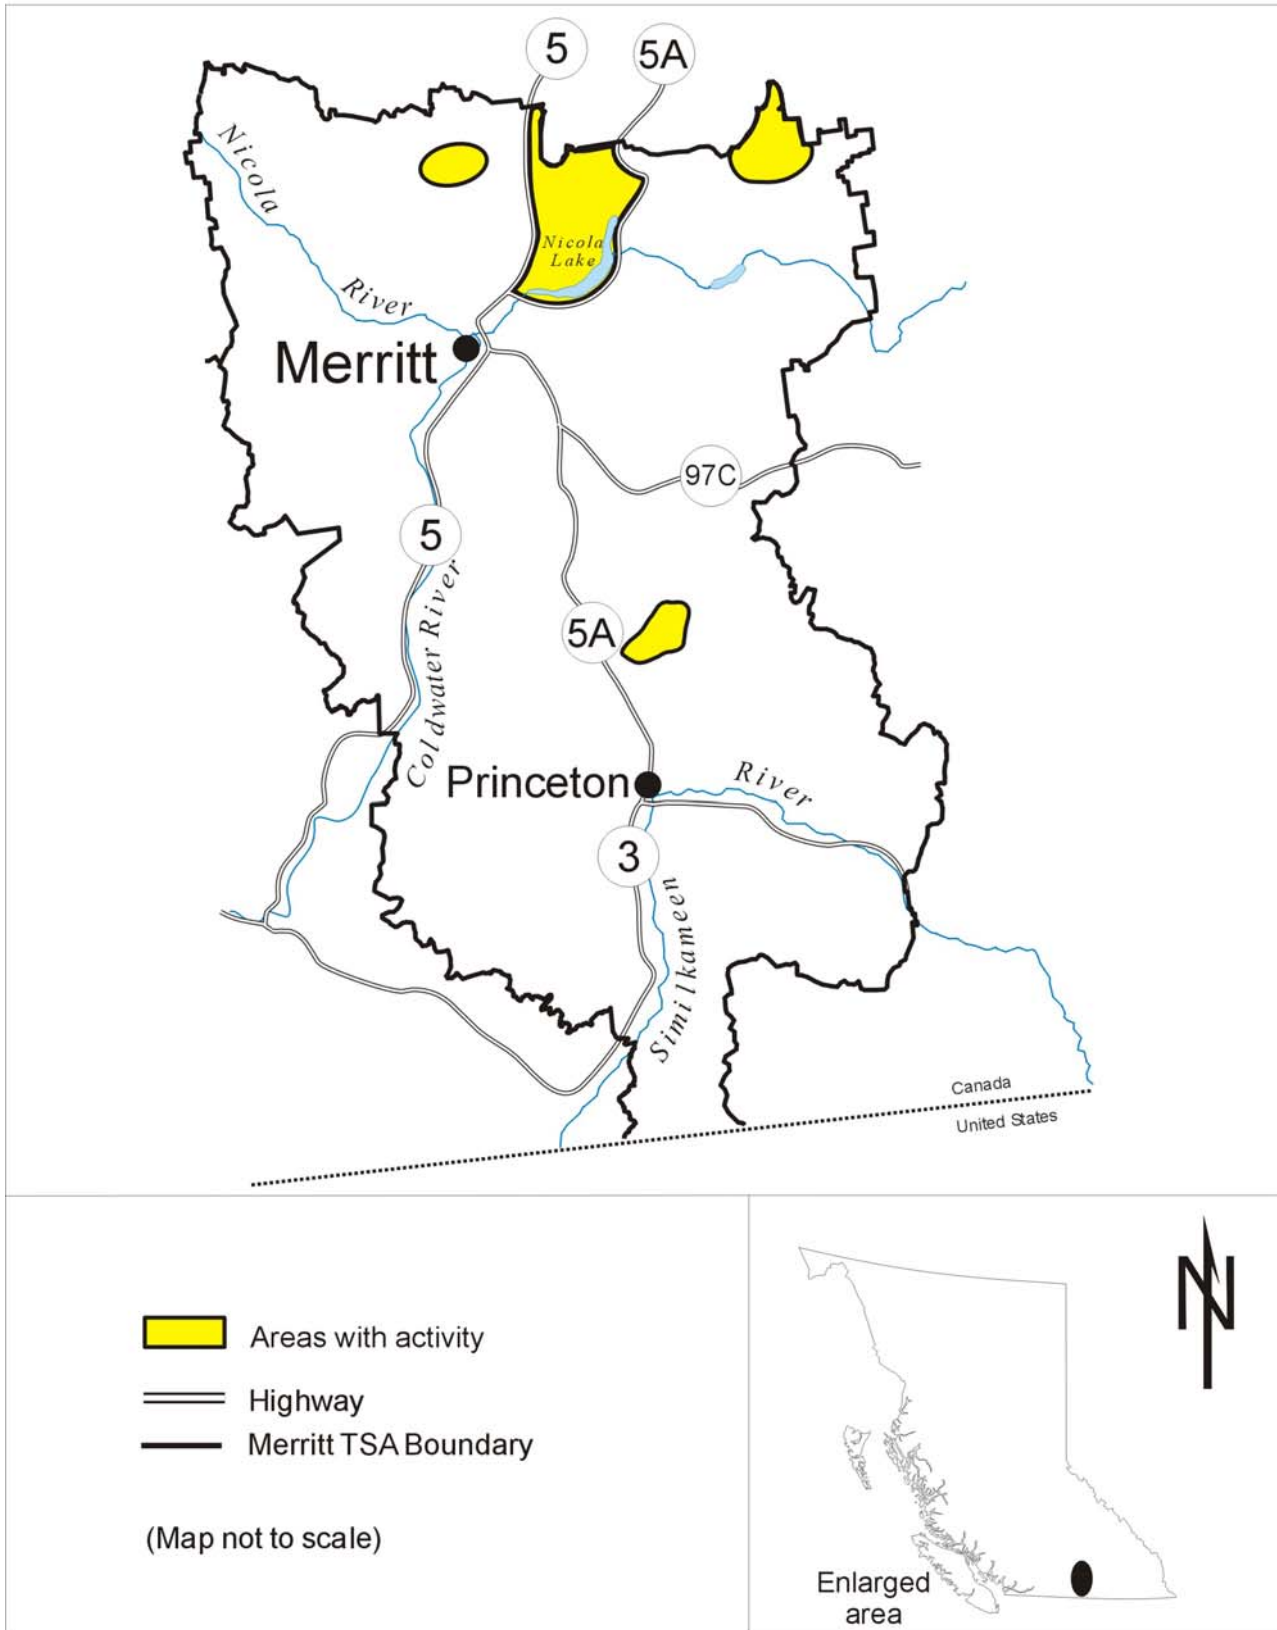 5
5A
Nicola
River
Nicola
Lake
Merritt
97C
5
Coldwater River
5A
Princeton
River
3
Similkameen
Canada
United States
Areas with activity
Highway
Merritt TSA Boundary
(Map not to scale)
N
Enlarged
area